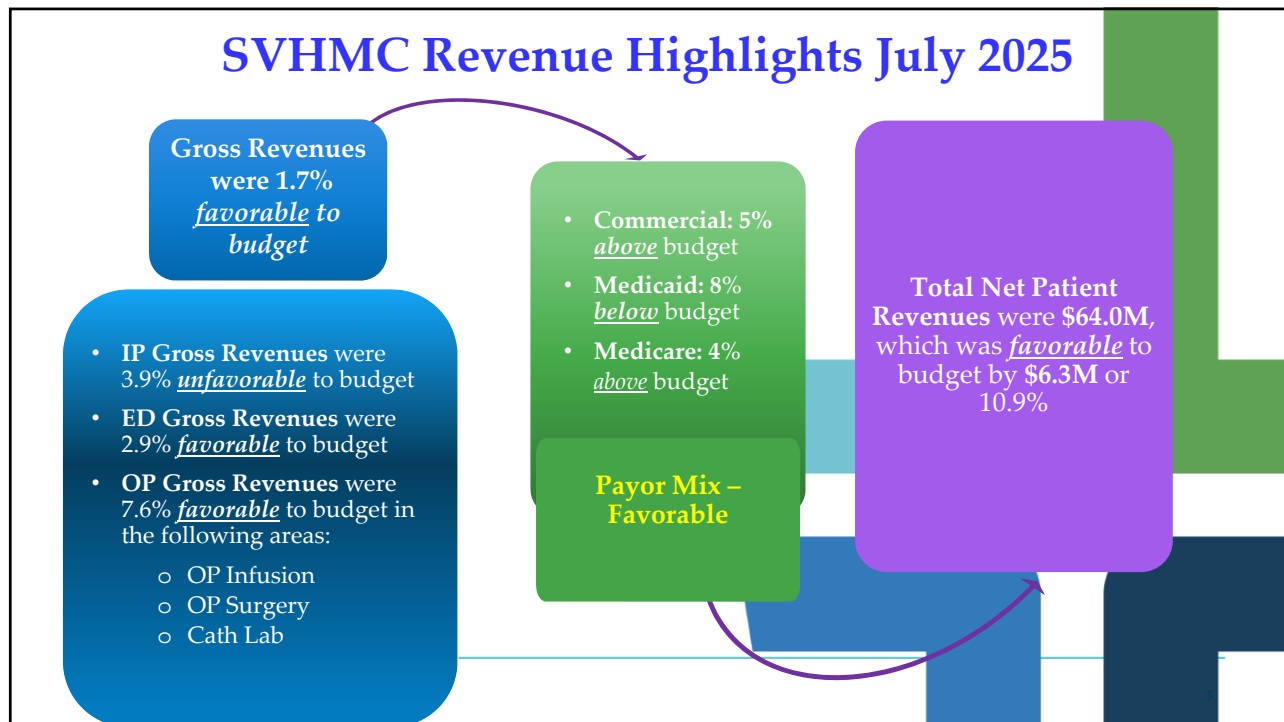 SVHMC Revenue Highlights July 2025
Gross Revenues
were 1.7%
favorable to
budget
• IP Gross Revenues were
3.9% unfavorable to budget
• ED Gross Revenues were
2.9% favorable to budget
• OP Gross Revenues were
7.6% favorable to budget in
the following areas:
o OP Infusion
o OP Surgery
o Cath Lab
• Commercial: 5%
above budget
• Medicaid: 8%
below budget
• Medicare: 4%
above budget
Payor Mix –
Favorable
Total Net Patient
Revenues were $64.0M,
which was favorable to
budget by $6.3M or
10.9%